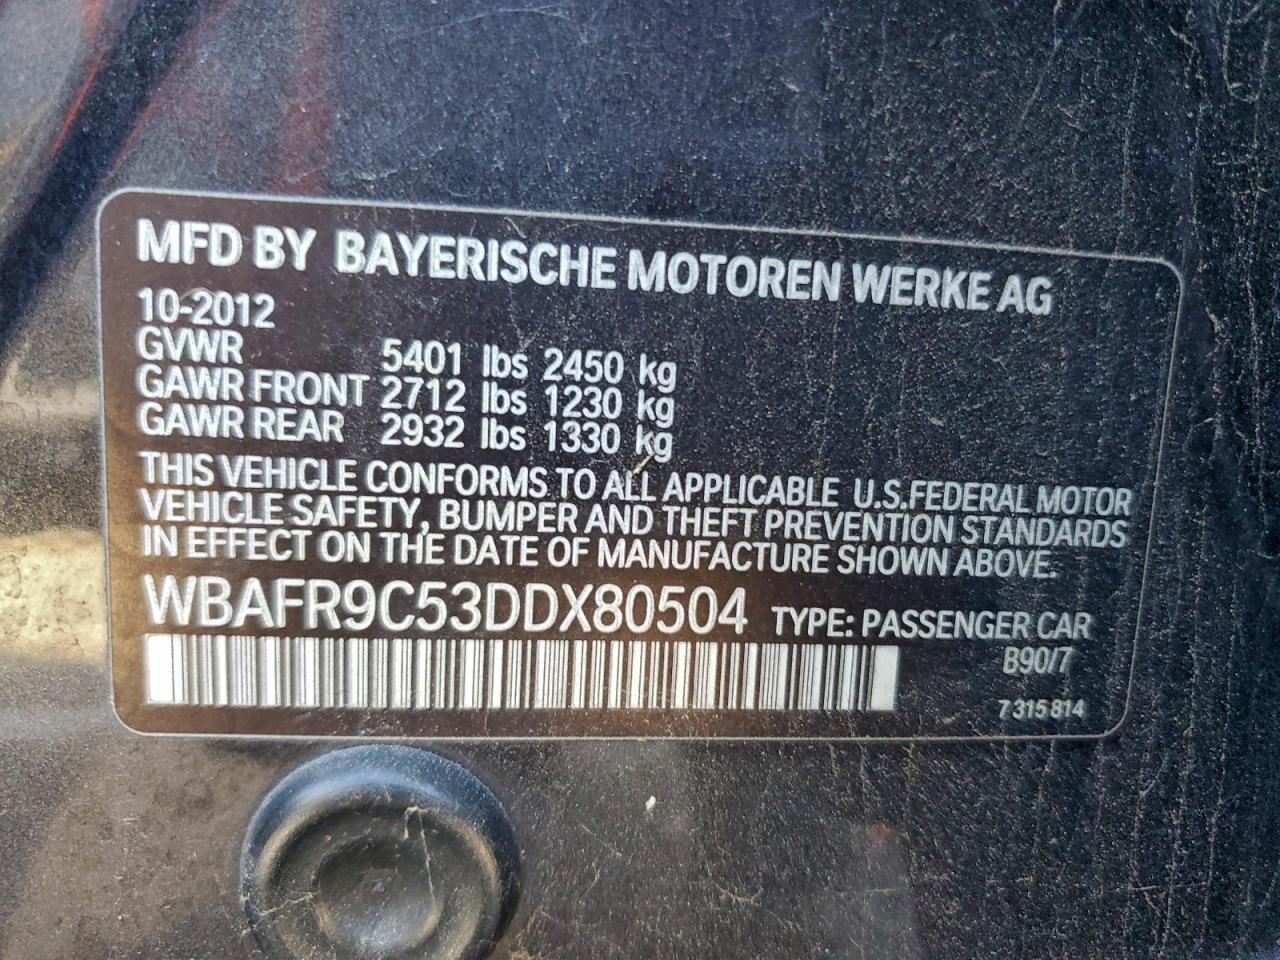 MFD BY BAYERISCHE MOTOREN WERKE AG
10-2012
GVWR 5401 lbs 2450 kg
GAWR FRONT 2712 lbs 1230 kg
GAWR REAR 2932 lbs 1330 kg
THIS VEHICLE CONFORMS TO ALL APPLICABLE U.S.FEDERAL MOTOR
VEHICLE SAFETY, BUMPER AND THEFT PREVENTION STANDARDS
IN EFFECT ON THE DATE OF MANUFACTURE SHOWN ABOVE.
WBAFR9C53DDX80504 TYPE: PASSENGER CAR
B90/7
7 315 814